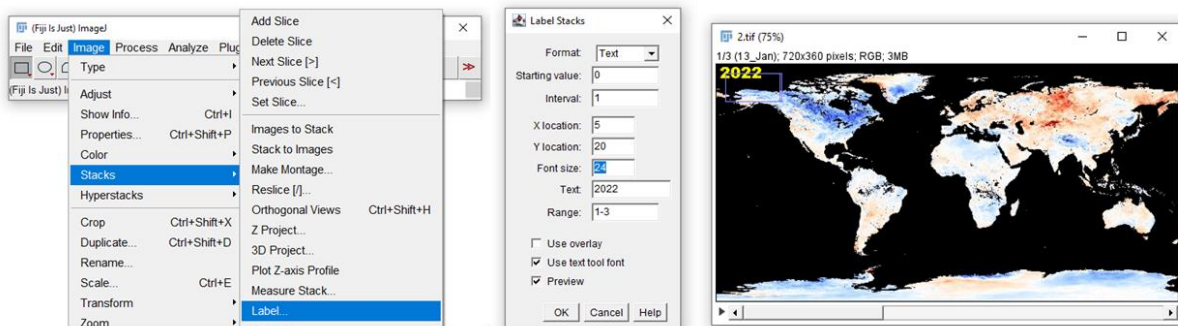 (Fiji Is Just) ImageJ
File Edit Image Process Analyze Plug
(Fiji Is Just) I
Type
Adjust
Show Info... Ctrl+I
Properties... Ctrl+Shift+P
Color
Stacks
Hyperstacks
Crop Ctrl+Shift+X
Duplicate... Ctrl+Shift+D
Rename...
Scale... Ctrl+E
Transform
Zoom
Add Slice
Delete Slice
Next Slice [>]
Previous Slice [<]
Set Slice...
Images to Stack
Stack to Images
Make Montage...
Reslice [/]...
Orthogonal Views Ctrl+Shift+H
Z Project...
3D Project...
Plot Z-axis Profile
Measure Stack...
Label...
Label Stacks
Format: Text
Starting value: 0
Interval: 1
X location: 5
Y location: 20
Font size: 24
Text: 2022
Range: 1-3
Use overlay
Use text tool font
Preview
OK Cancel Help
2.tif (75%)
1/3 (13_Jan); 720x360 pixels; RGB; 3MB
2022